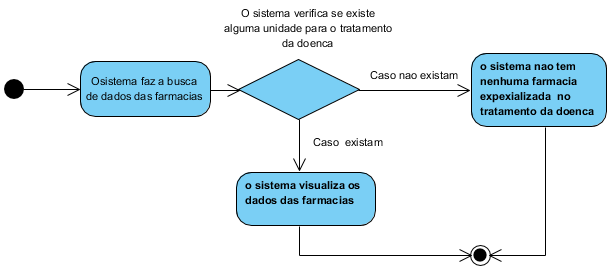 O sistema verifica se existe
alguma unidade para o tratamento
da doenca
Osistema faz a busca
de dados das farmacias
Caso nao existam
o sistema nao tem
nenhuma farmacia
expexializada no
tratamento da doenca
Caso existam
o sistema visualiza os
dados das farmacias